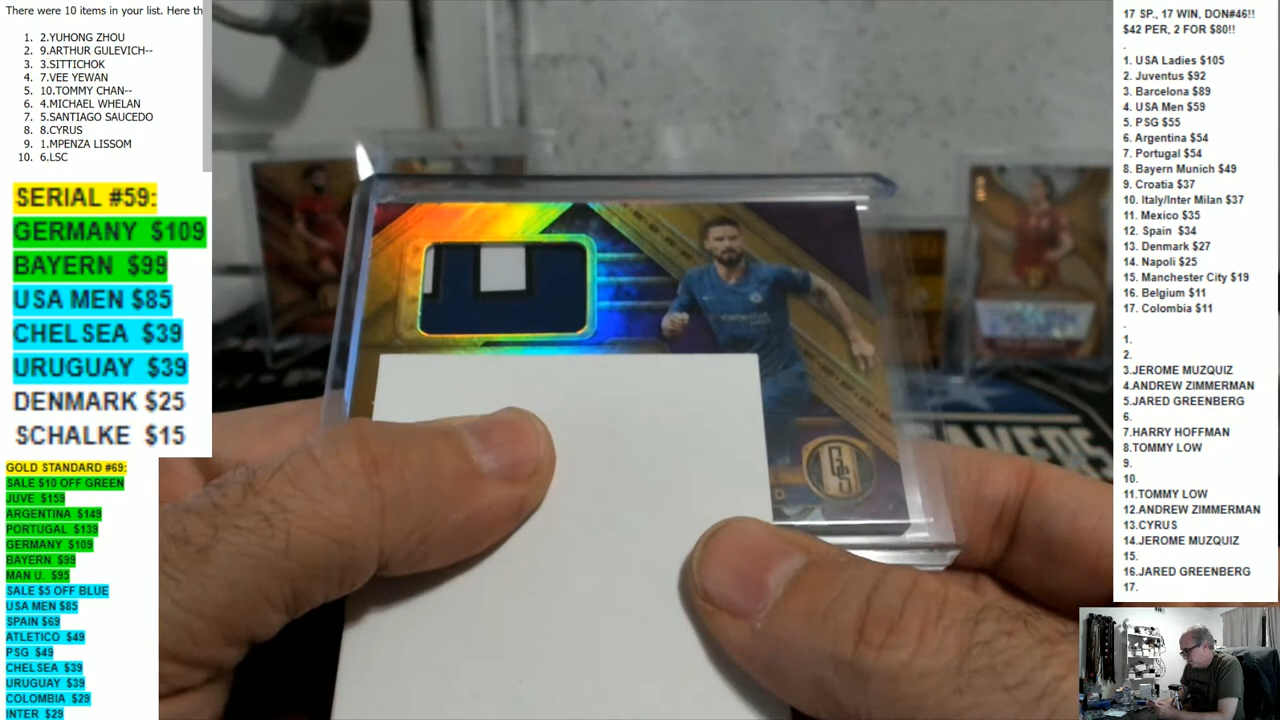 There were 10 items in your list. Here th
1. 2.YUHONG ZHOU
2. 9.ARTHUR GULEVICH--
3. 3.SITTICHOK
4. 7.VEE YEWAN
5. 10.TOMMY CHAN--
6. 4.MICHAEL WHELAN
7. 5.SANTIAGO SAUCEDO
8. 8.CYRUS
9. 1.MPENZA LISSOM
10. 6.LSC
SERIAL #59:
GERMANY $109
BAYERN $99
USA MEN $85
CHELSEA $39
URUGUAY $39
DENMARK $25
SCHALKE $15
GOLD STANDARD #69:
SALE $10 OFF GREEN
JUVE $159
ARGENTINA $149
PORTUGAL $139
GERMANY $109
BAYERN $99
MAN U. $95
SALE $5 OFF BLUE
USA MEN $85
SPAIN $69
ATLETICO $49
PSG $49
CHELSEA $39
URUGUAY $39
COLOMBIA $29
INTER $29
GS
D
AKERS
17 SP., 17 WIN, DON#46!!
$42 PER, 2 FOR $80!!
.
1. USA Ladies $105
2. Juventus $92
3. Barcelona $89
4. USA Men $59
5. PSG $55
6. Argentina $54
7. Portugal $54
8. Bayern Munich $49
9. Croatia $37
10. Italy/Inter Milan $37
11. Mexico $35
12. Spain $34
13. Denmark $27
14. Napoli $25
15. Manchester City $19
16. Belgium $11
17. Colombia $11
.
1.
2.
3.JEROME MUZQUIZ
4.ANDREW ZIMMERMAN
5.JARED GREENBERG
6.
7.HARRY HOFFMAN
8.TOMMY LOW
9.
10.
11.TOMMY LOW
12.ANDREW ZIMMERMAN
13.CYRUS
14.JEROME MUZQUIZ
15.
16.JARED GREENBERG
17.